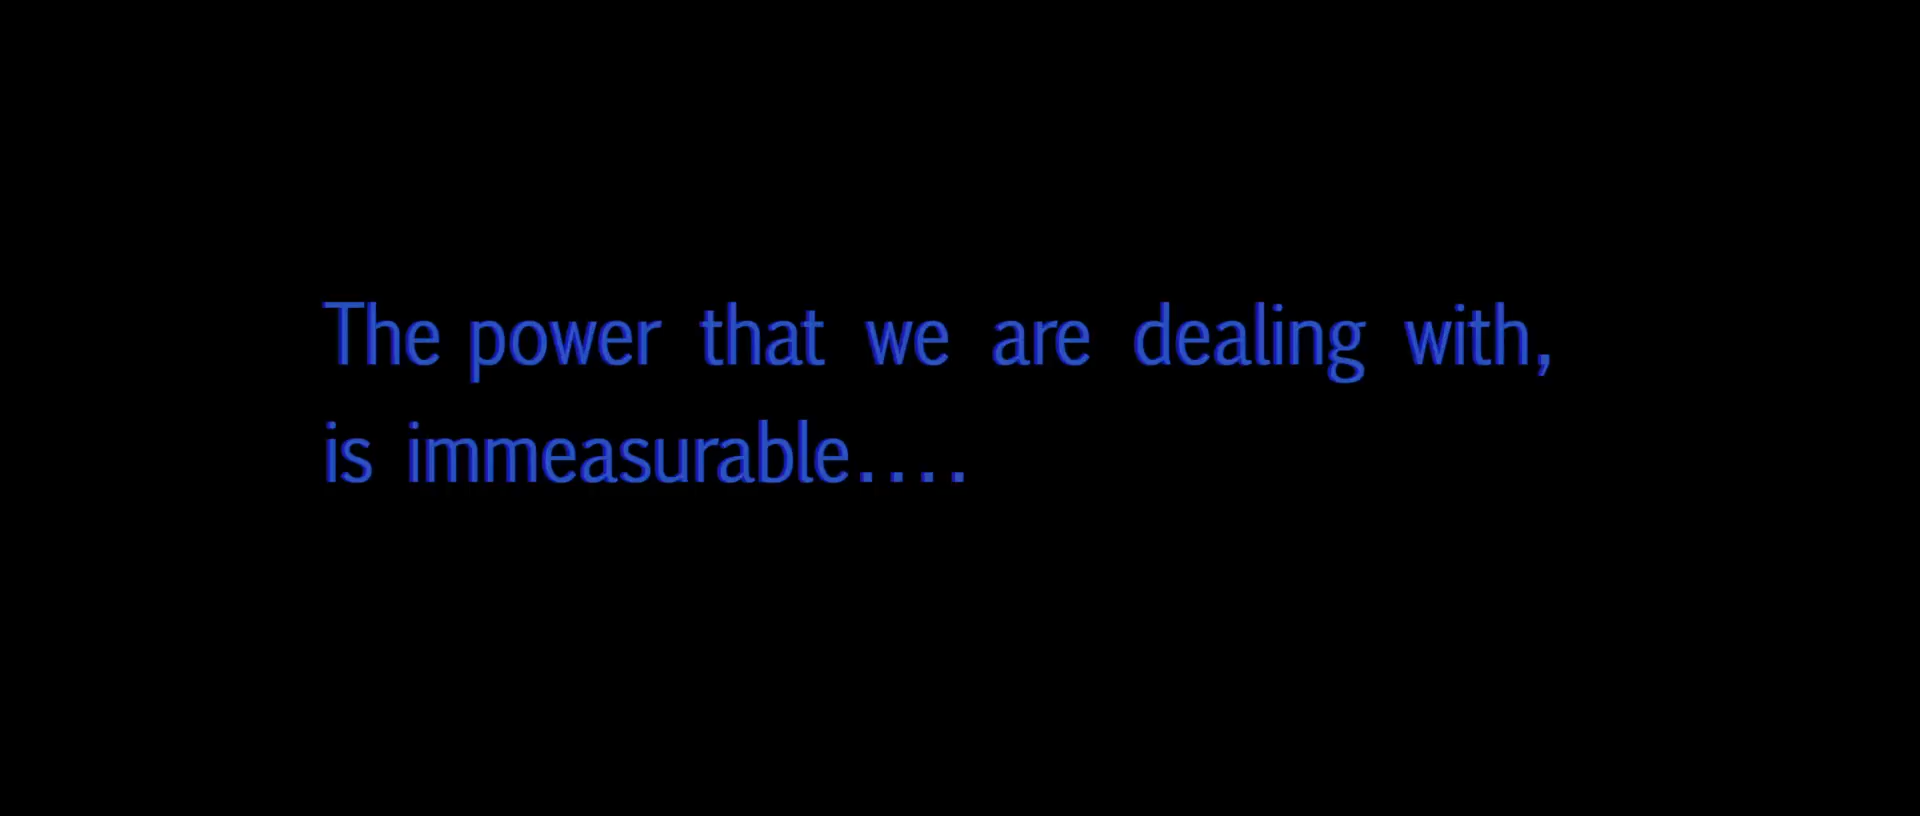 The power that we are dealing with,
is immeasurable....